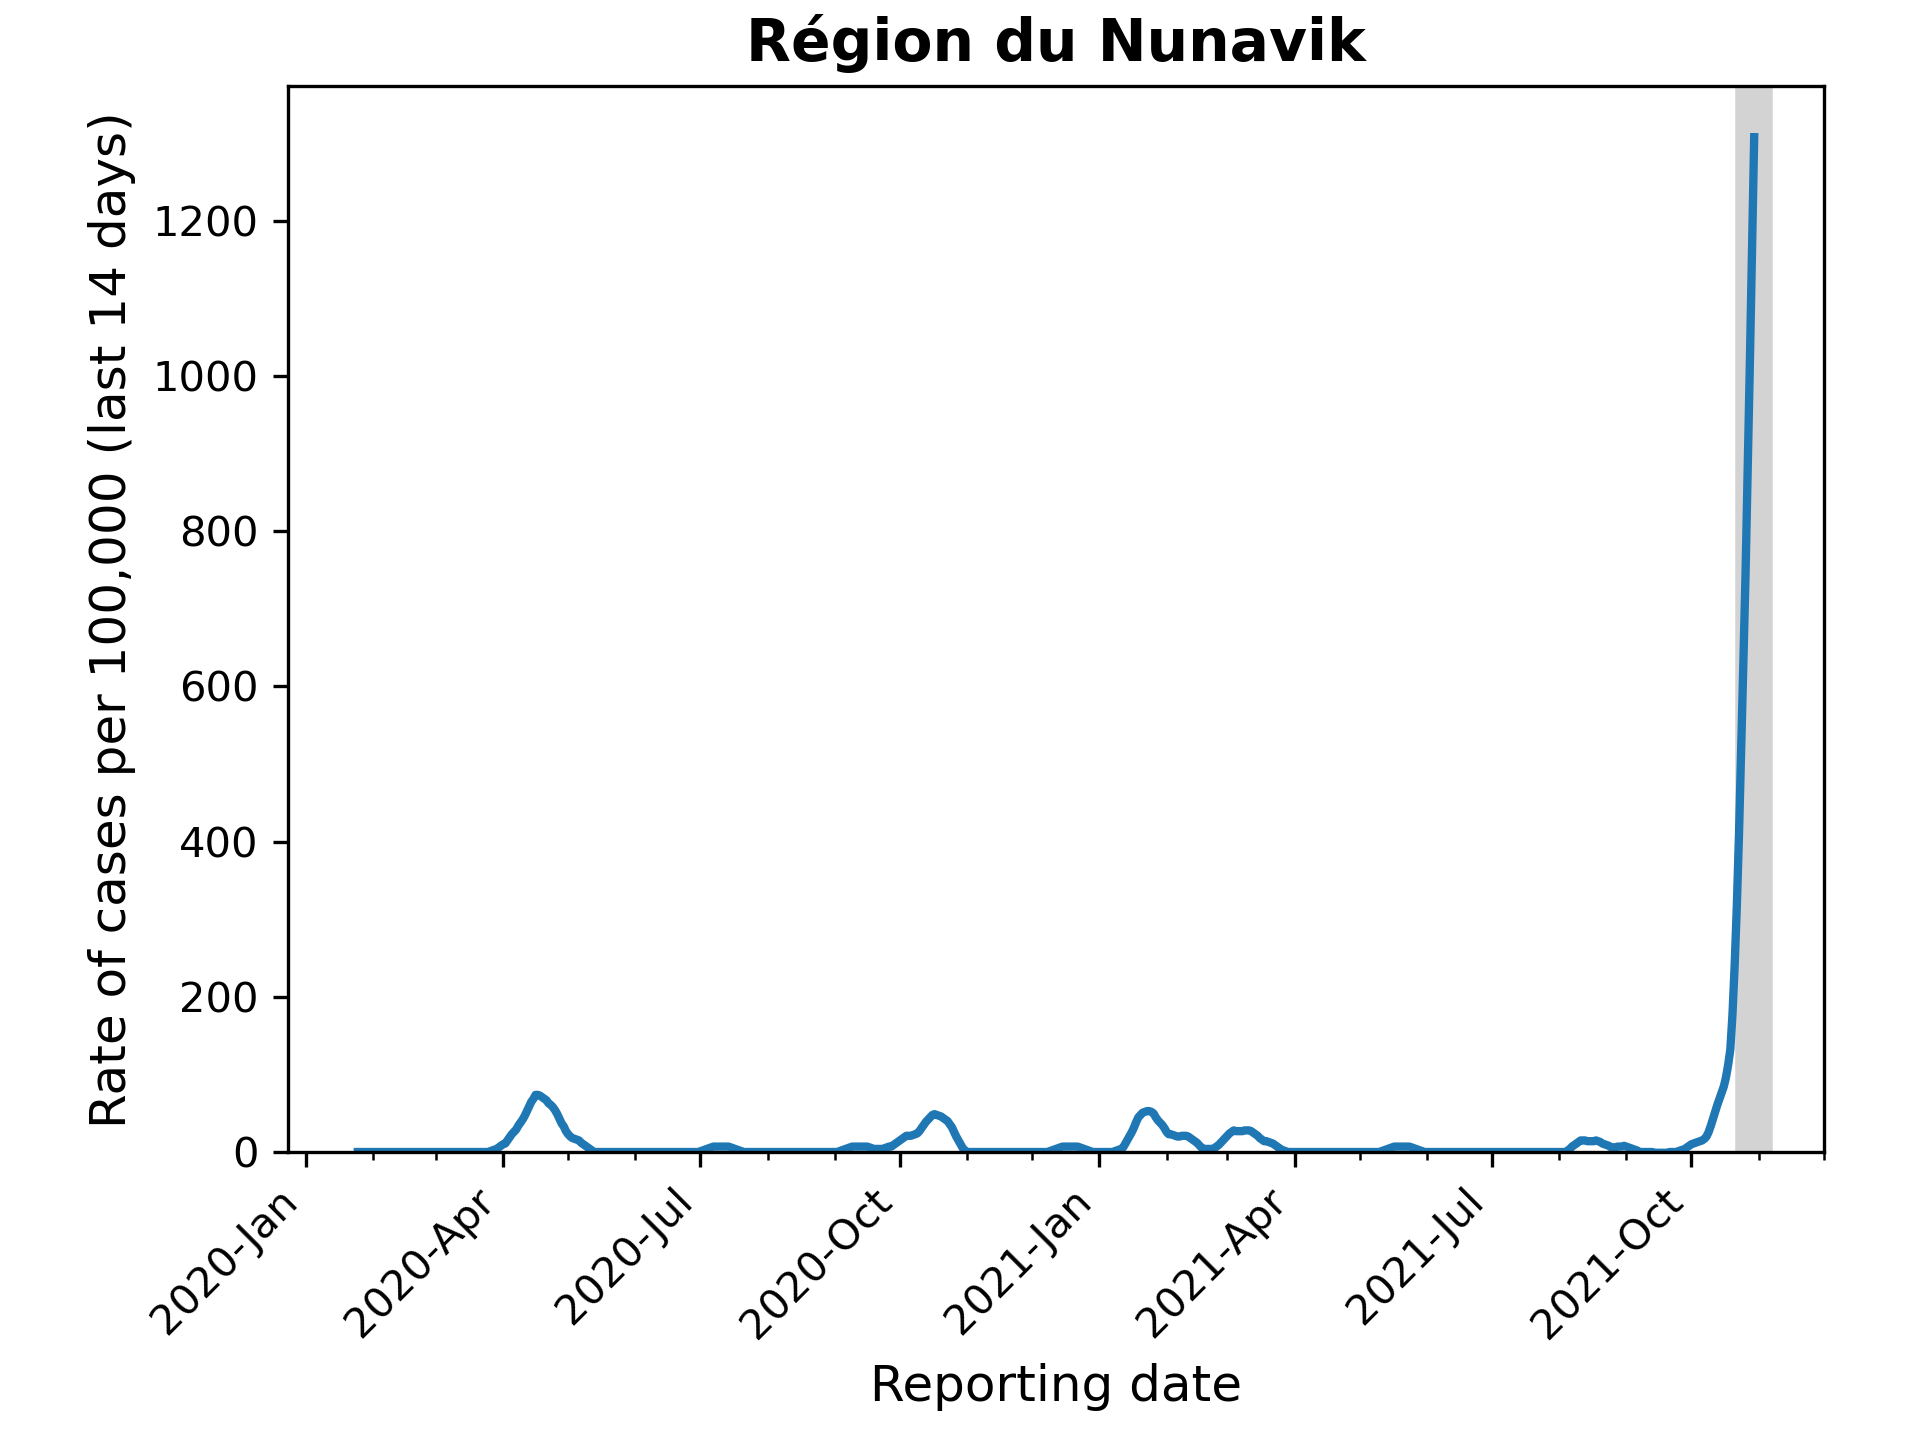 Région du Nunavik
Rate of cases per 100,000 (last 14 days)
1200
1000
800
600
400
200
0
2020-Jan
2020-Apr
2020-Jul
2020-Oct
2021-Jan
2021-Apr
2021-Jul
2021-Oct
Reporting date